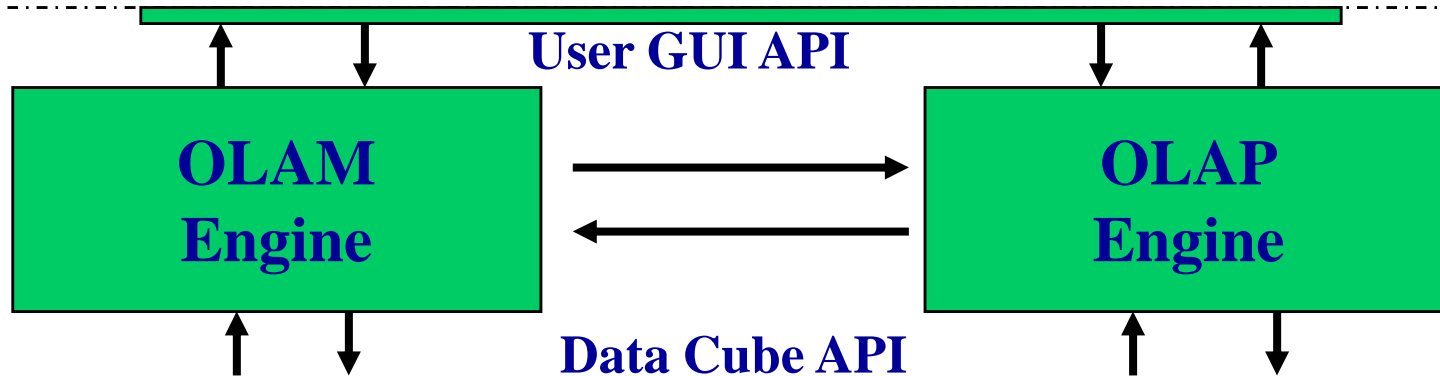 User GUI API
OLAM
Engine
OLAP
Engine
Data Cube API